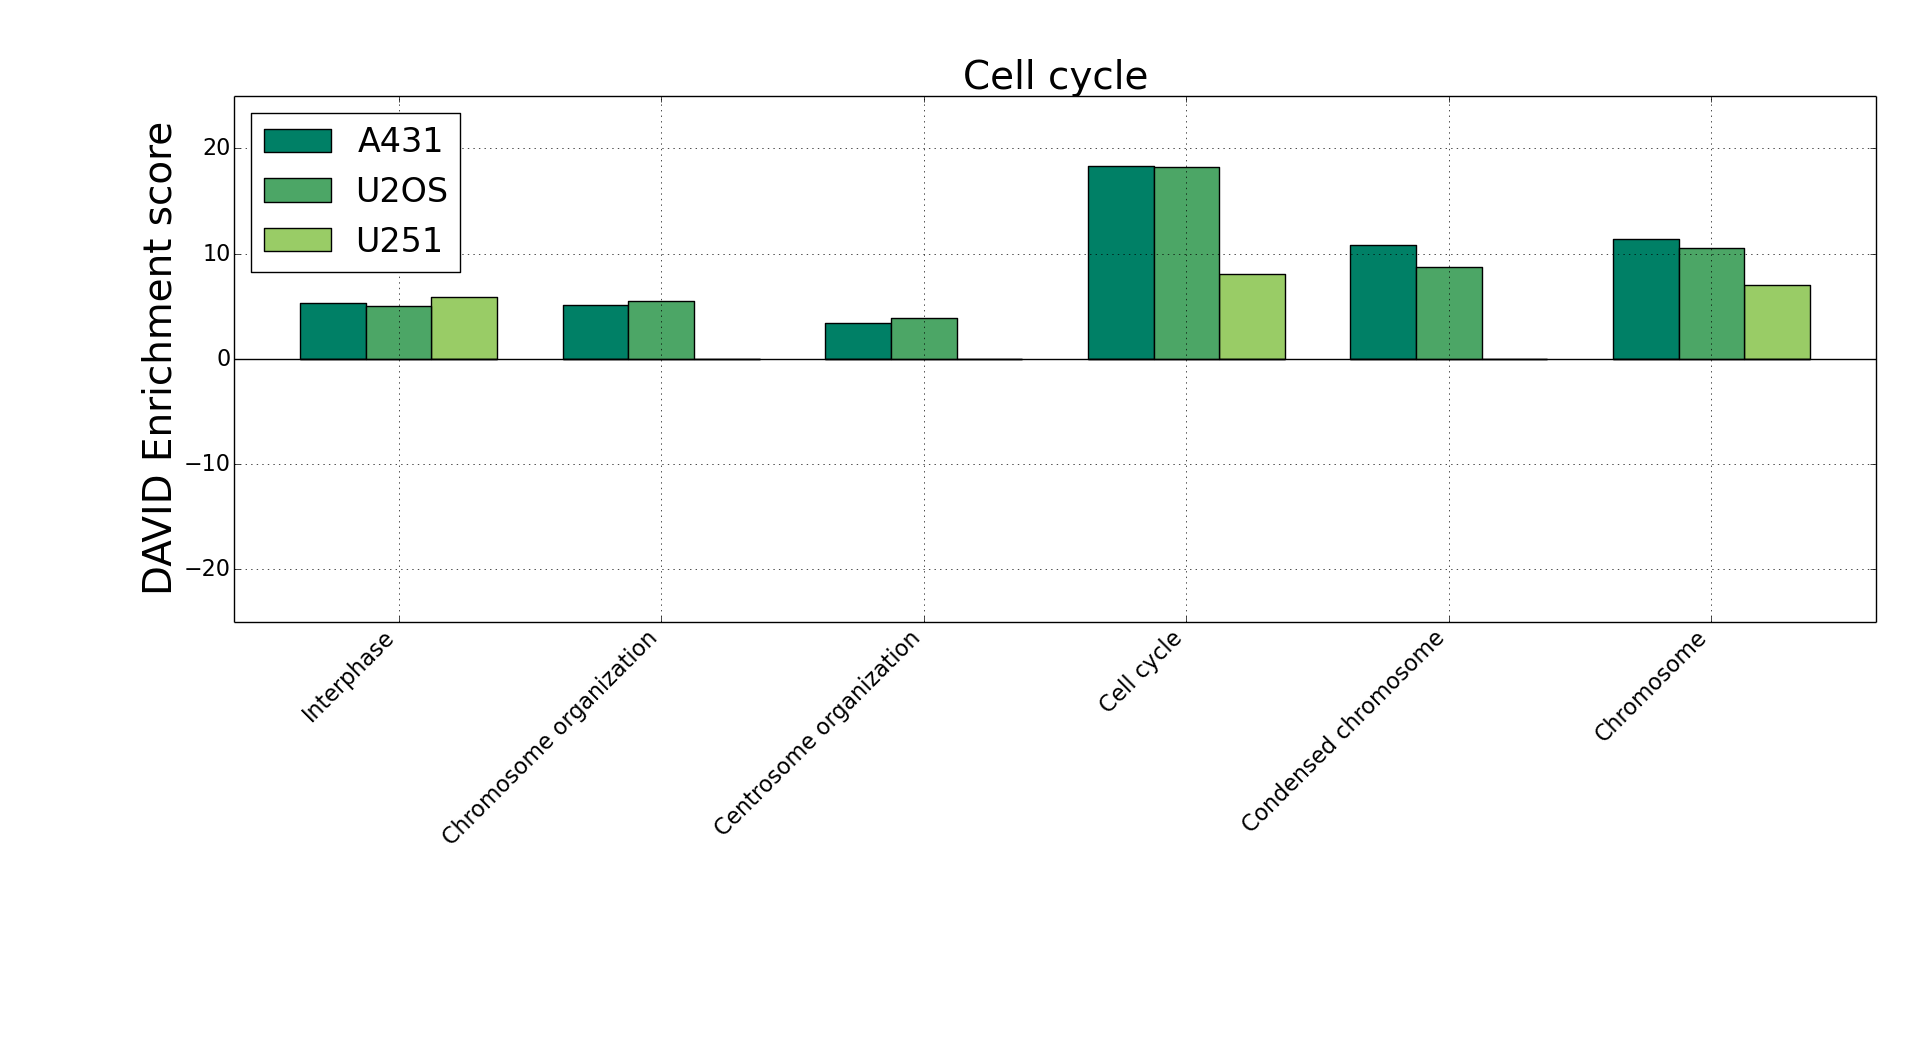 Cell cycle
DAVID Enrichment score
20
10
0
−10
−20
A431
U2OS
U251
Interphase
Chromosome organization
Centrosome organization
Cell cycle
Condensed chromosome
Chromosome